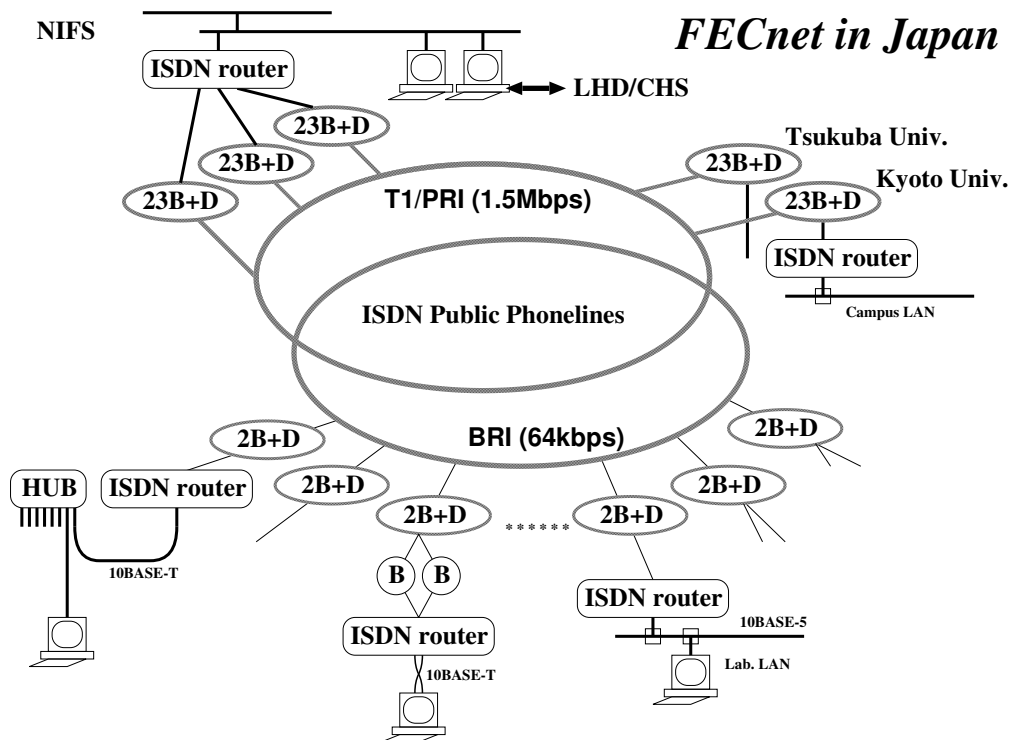 NIFS
FECnet in Japan
ISDN router
LHD/CHS
23B+D
23B+D
23B+D
Tsukuba Univ.
23B+D
Kyoto Univ.
23B+D
T1/PRI (1.5Mbps)
ISDN router
Campus LAN
ISDN Public Phonelines
BRI (64kbps)
2B+D
2B+D
2B+D
2B+D
2B+D
2B+D
HUB
ISDN router
******
10BASE-T
B
B
ISDN router
10BASE-T
ISDN router
10BASE-5
Lab. LAN